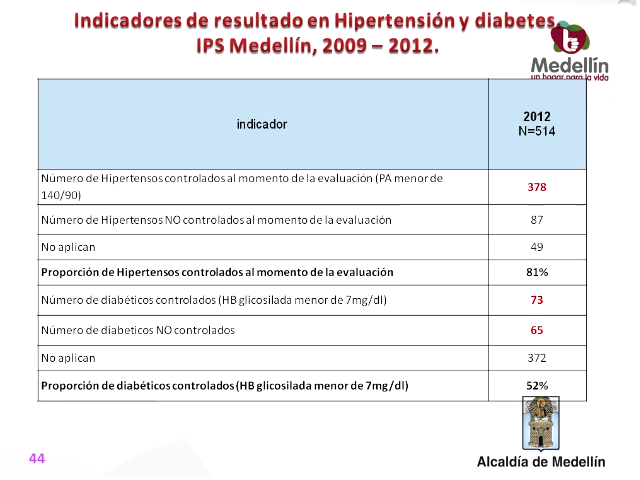 Indicadores de resultado en Hipertensión y diabetes.
IPS Medellín, 2009 – 2012.
Medellín
un hogar para la vida
indicador
2012
N=514
Número de Hipertensos controlados al momento de la evaluación (PA menor de
140/90)
378
Número de Hipertensos NO controlados al momento de la evaluación
87
No aplican
49
Proporción de Hipertensos controlados al momento de la evaluación
81%
Número de diabéticos controlados (HB glicosilada menor de 7mg/dl)
73
Número de diabeticos NO controlados
65
No aplican
372
Proporción de diabéticos controlados (HB glicosilada menor de 7mg/dl)
52%
44
Alcaldía de Medellín